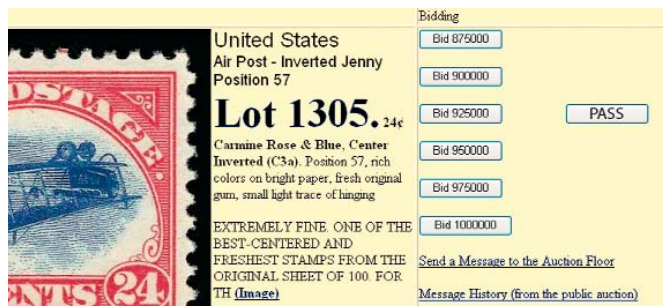 Bidding
United States
Air Post - Inverted Jenny
Position 57
Lot 1305. 24¢
Carmine Rose & Blue, Center
Inverted (C3a). Position 57, rich
colors on bright paper, fresh original
gum, small light trace of hinging
EXTREMELY FINE. ONE OF THE
BEST-CENTERED AND
FRESHEST STAMPS FROM THE
ORIGINAL SHEET OF 100. FOR
TH (Image)
Bid 875000
Bid 900000
Bid 925000
PASS
Bid 950000
Bid 975000
Bid 1000000
Send a Message to the Auction Floor
Message History (from the public auction)
POSTAGE.
ENTS 24